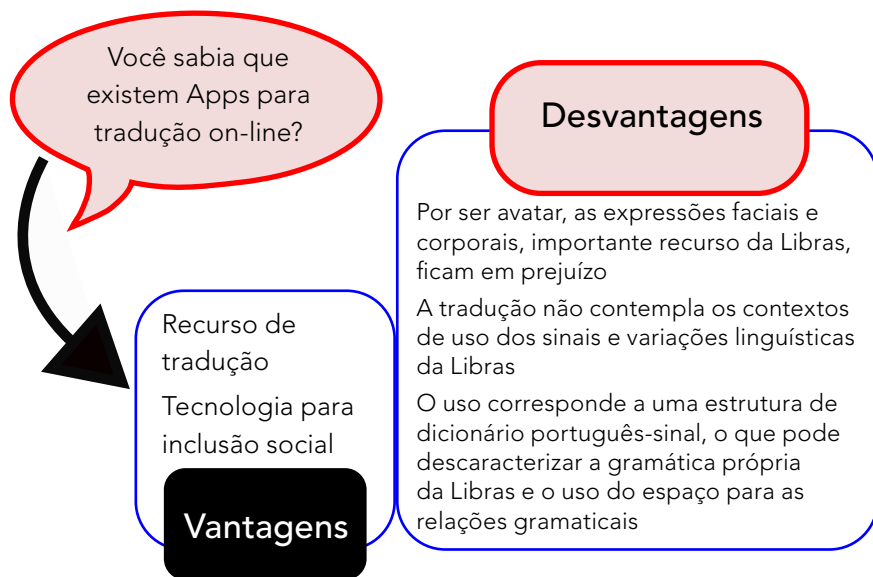 Você sabia que
existem Apps para
tradução on-line?
Recurso de
tradução
Tecnologia para
inclusão social
Vantagens
Desvantagens
Por ser avatar, as expressões faciais e
corporais, importante recurso da Libras,
ficam em prejuízo
A tradução não contempla os contextos
de uso dos sinais e variações linguísticas
da Libras
O uso corresponde a uma estrutura de
dicionário português-sinal, o que pode
descaracterizar a gramática própria
da Libras e o uso do espaço para as
relações gramaticais